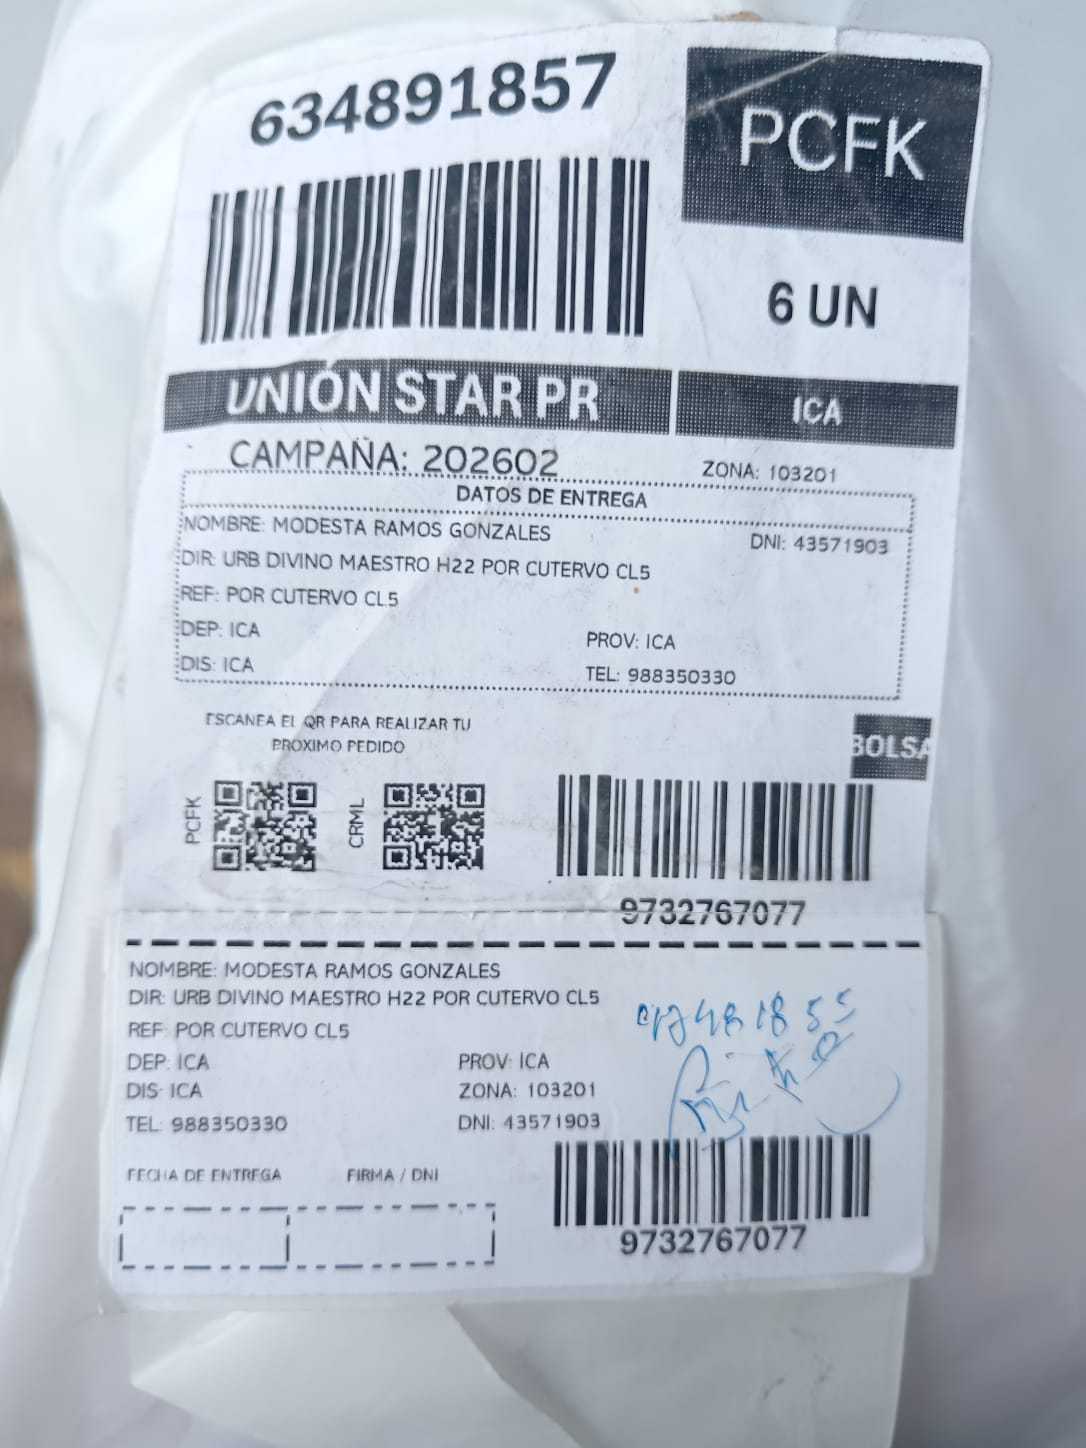 634891857
PCFK
6 UN
UNIÓN STAR PR
ICA
CAMPAÑA: 202602
ZONA: 103201
DATOS DE ENTREGA
NOMBRE: MODESTA RAMOS GONZALES
DNI: 43571903
DIR: URB DIVINO MAESTRO H22 POR CUTERVO CL5
REF: POR CUTERVO CL5
DEP: ICA
PROV: ICA
DIS: ICA
TEL: 988350330
ESCANEA EL QR PARA REALIZAR TU
PROXIMO PEDIDO
BOLSA
PCFK
CRML
9732767077
NOMBRE: MODESTA RAMOS GONZALES
DIR: URB DIVINO MAESTRO H22 POR CUTERVO CL5
REF: POR CUTERVO CL5
DEP: ICA
PROV: ICA
DIS: ICA
ZONA: 103201
TEL: 988350330
DNI: 43571903
FECHA DE ENTREGA
FIRMA / DNI
9732767077